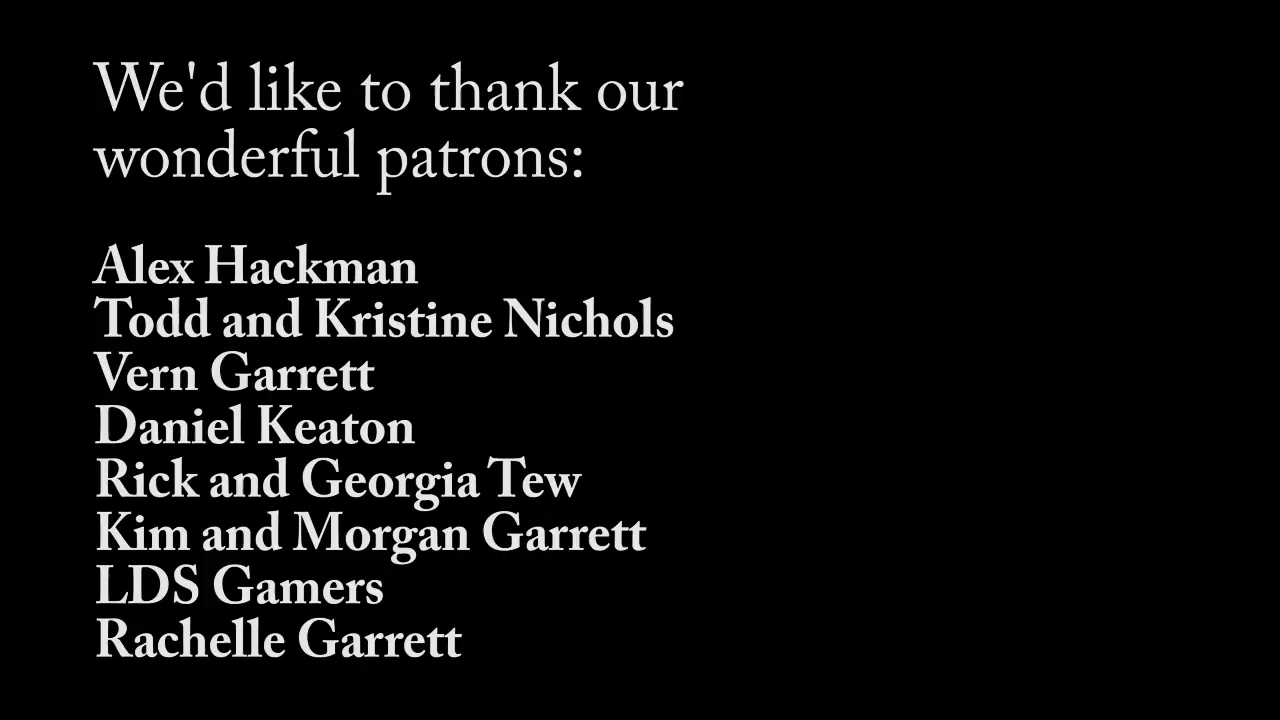 We'd like to thank our
wonderful patrons:
Alex Hackman
Todd and Kristine Nichols
Vern Garrett
Daniel Keaton
Rick and Georgia Tew
Kim and Morgan Garrett
LDS Gamers
Rachelle Garrett